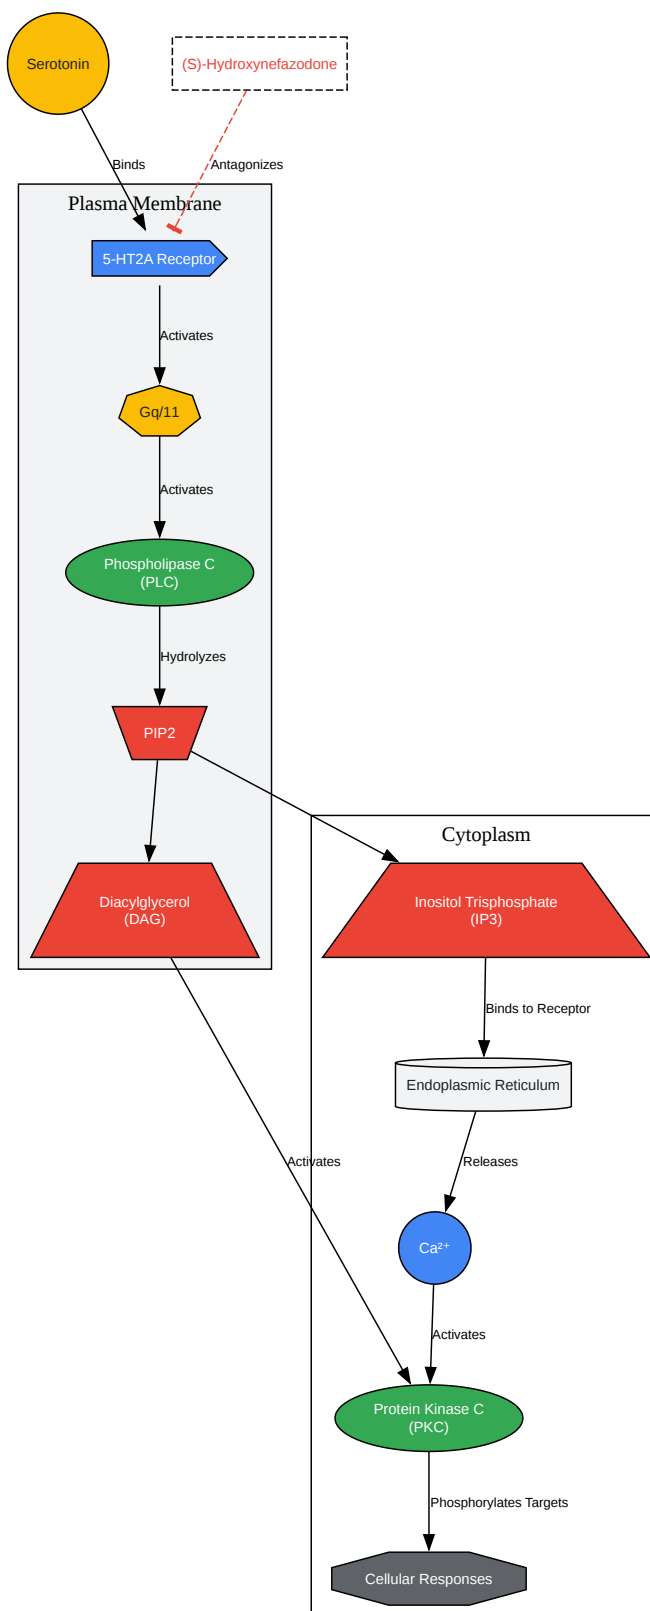 Serotonin
(S)-Hydroxynefazodone
Binds
Antagonizes
Plasma Membrane
5-HT2A Receptor
Activates
Gq/11
Activates
Phospholipase C
(PLC)
Hydrolyzes
PIP2
Cytoplasm
Diacylglycerol
(DAG)
Inositol Trisphosphate
(IP3)
Binds to Receptor
Endoplasmic Reticulum
Activates
Releases
Ca²⁺
Activates
Protein Kinase C
(PKC)
Phosphorylates Targets
Cellular Responses